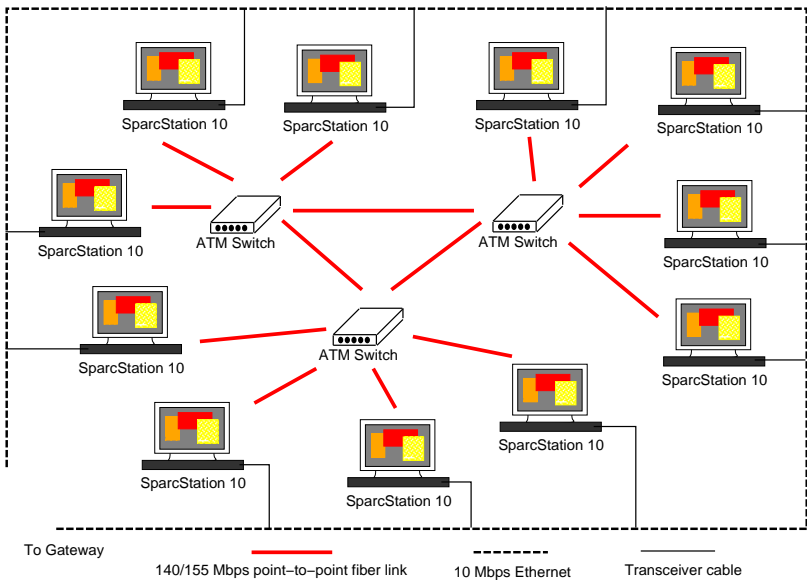 SparcStation 10
SparcStation 10
SparcStation 10
SparcStation 10
SparcStation 10
ATM Switch
ATM Switch
SparcStation 10
SparcStation 10
ATM Switch
SparcStation 10
SparcStation 10
SparcStation 10
SparcStation 10
SparcStation 10
To Gateway
140/155 Mbps point–to–point fiber link
10 Mbps Ethernet
Transceiver cable